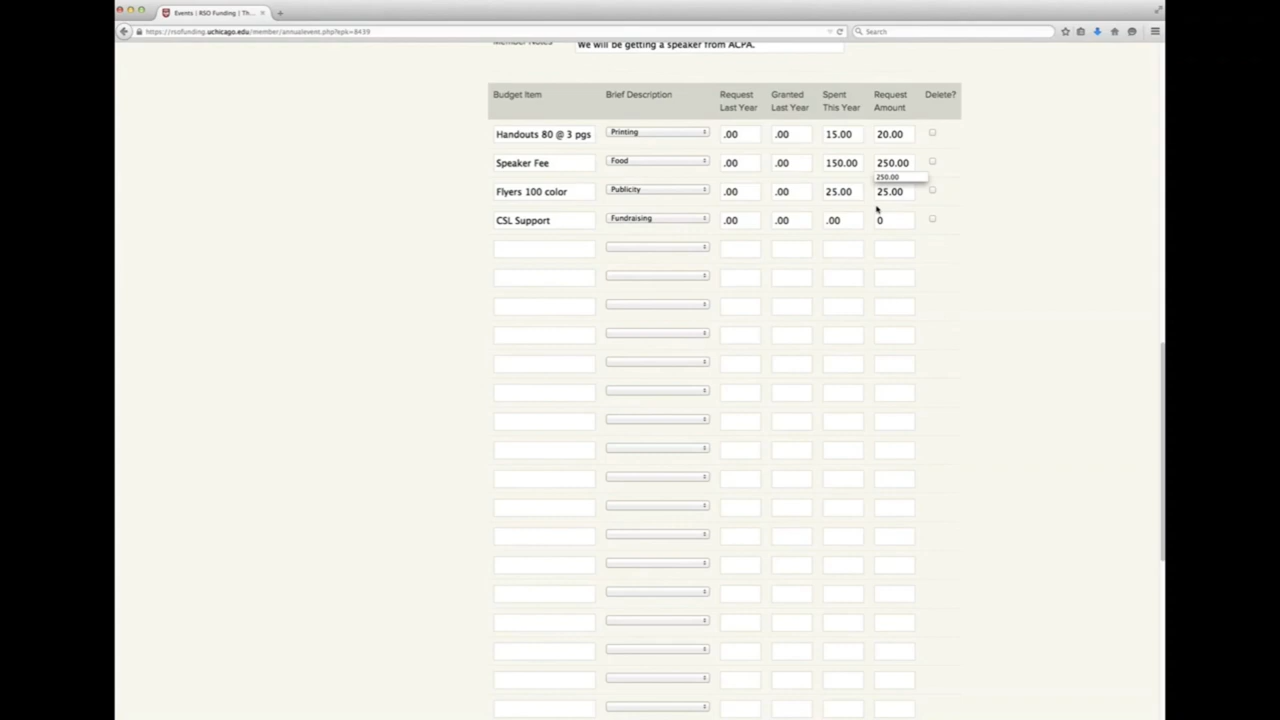 Events | RSO Funding | Th...
https://rsofunding.uchicago.edu/member/annualevent.php?epk=8439
Search
Member Notes
We will be getting a speaker from ACPA.
Budget Item Brief Description Request Last Year Granted Last Year Spent This Year Request Amount Delete?
Handouts 80 @ 3 pgs Printing .00 .00 15.00 20.00
Speaker Fee Food .00 .00 150.00 250.00
250.00
Flyers 100 color Publicity .00 .00 25.00 25.00
CSL Support Fundraising .00 .00 .00 0